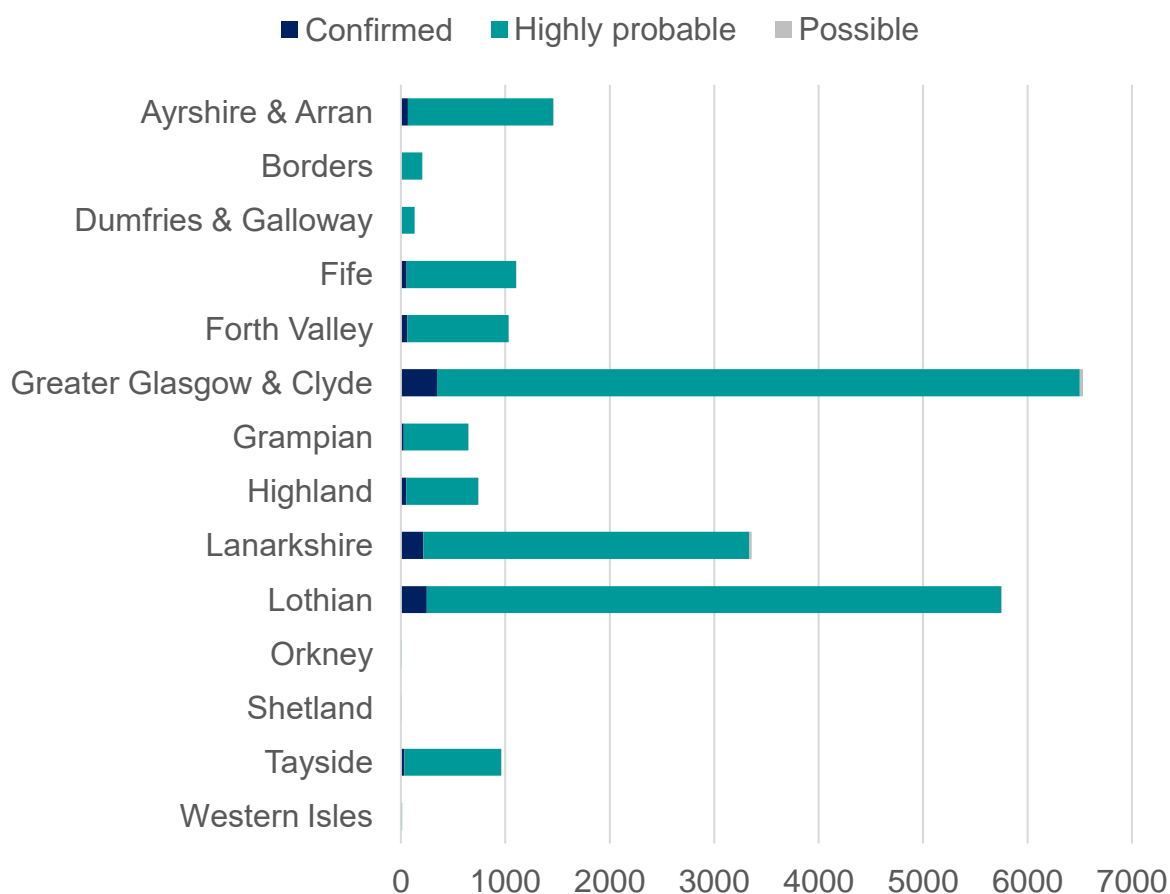 Confirmed Highly probable Possible
Ayrshire & Arran
Borders
Dumfries & Galloway
Fife
Forth Valley
Greater Glasgow & Clyde
Grampian
Highland
Lanarkshire
Lothian
Orkney
Shetland
Tayside
Western Isles
0 1000 2000 3000 4000 5000 6000 7000